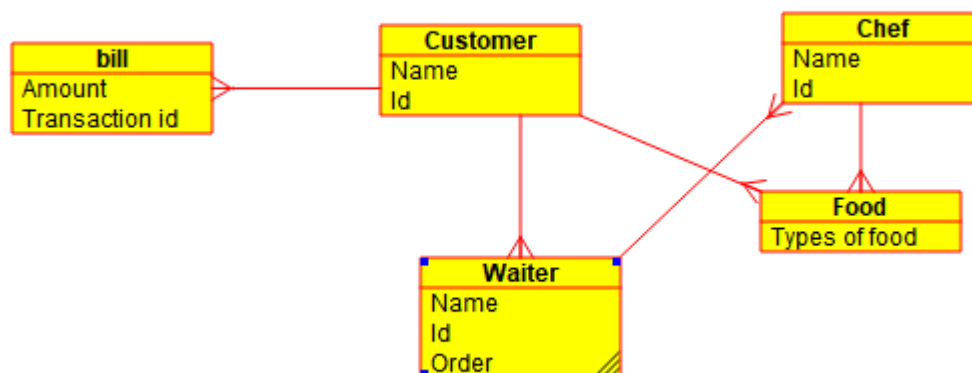 bill
Amount
Transaction id
Customer
Name
Id
Chef
Name
Id
Food
Types of food
Waiter
Name
Id
Order